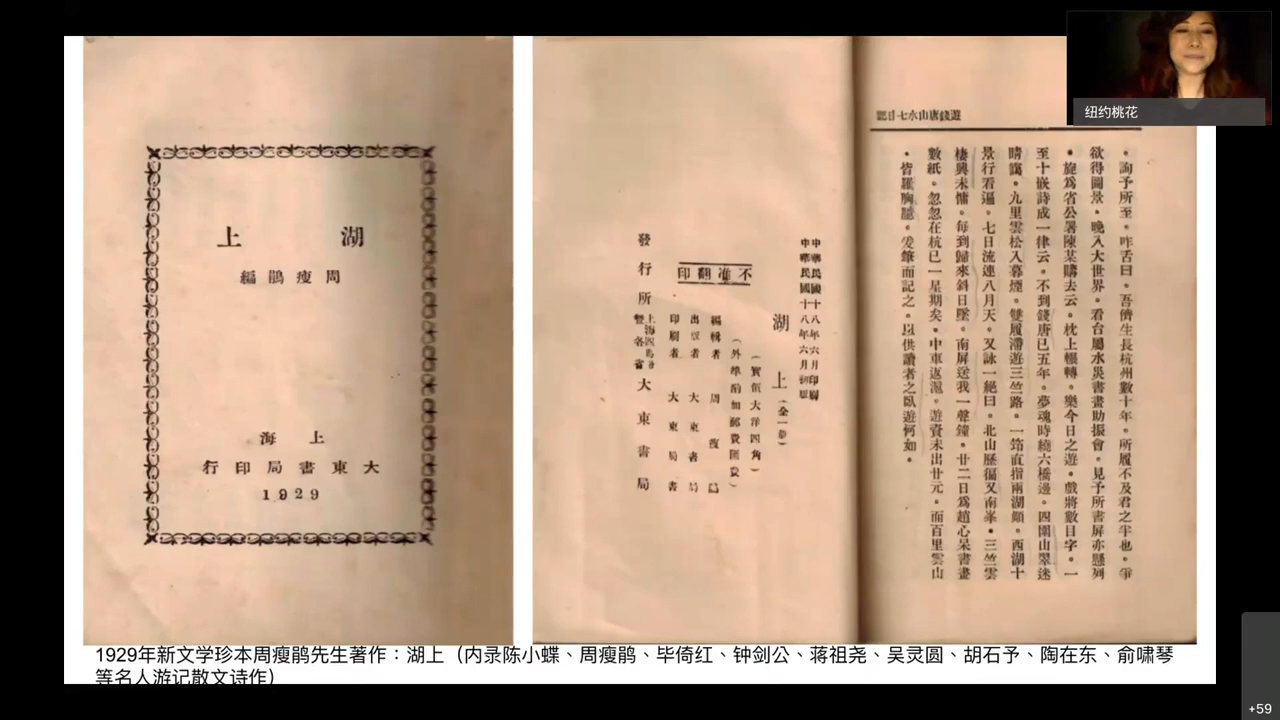 湖上
周瘦鵑編
上海
大東書局印行
1929
遊錢唐山水七日記
詢予所至。咋舌曰。吾儕生長杭州數十年。所履不及君之半也。爭
欲得圖景。晚入大世界。看台屬水災書畫助振會。見予所書屏亦懸列
。旋爲省公署陳某購去云。枕上輾轉。樂今日之遊。戲將數目字。一
至十嵌詩成一律云。不到錢唐已五年。夢魂時繞六橋邊。四圍山翠迷
晴靄。九里雲松入暮煙。雙履滯遊三竺路。一筇直指兩湖顛。西湖十
景行看遍。七日流連八月天。又詠一絕曰。北山歷徧又南峯。三竺雲
棲興未慵。每到歸來斜日墜。南屏送我一聲鐘。廿二日爲趙心呆書畫
數紙。忽忽在杭已一星期矣。中車返滬。遊資未出廿元。而百里雲山
。皆羅胸臆。爰筆而記之。以供讀者之臥遊何如。
中華民國十八年六月印
中華民國十八年六月初版
湖上（全一）
（實價大洋四角）
（外埠酌加郵費匯費）
不准翻印
編輯者 周
出版者 大東書局
印刷者 大東書局
發行所 上海四馬 暨各省 大東書局
纽约桃花
1929年新文学珍本周瘦鹃先生著作：湖上（内录陈小蝶、周瘦鹃、毕倚红、钟剑公、蒋祖尧、吴灵圆、胡石予、陶在东、俞啸琴
等名人游记散文诗作）
+59